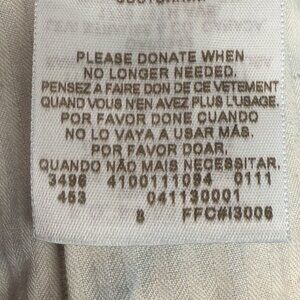 PLEASE DONATE WHEN
NO LONGER NEEDED.
PENSEZ A FAIRE DON DE CE VETEMENT
QUAND VOUS N'EN AVEZ PLUS L'USAGE.
POR FAVOR DONE CUANDO
NO LO VAYA A USAR MÁS.
POR FAVOR DOAR,
QUANDO NÃO MAIS NECESSITAR.
3496 4100111094 0111
453 041130001
8 FFC#I3006